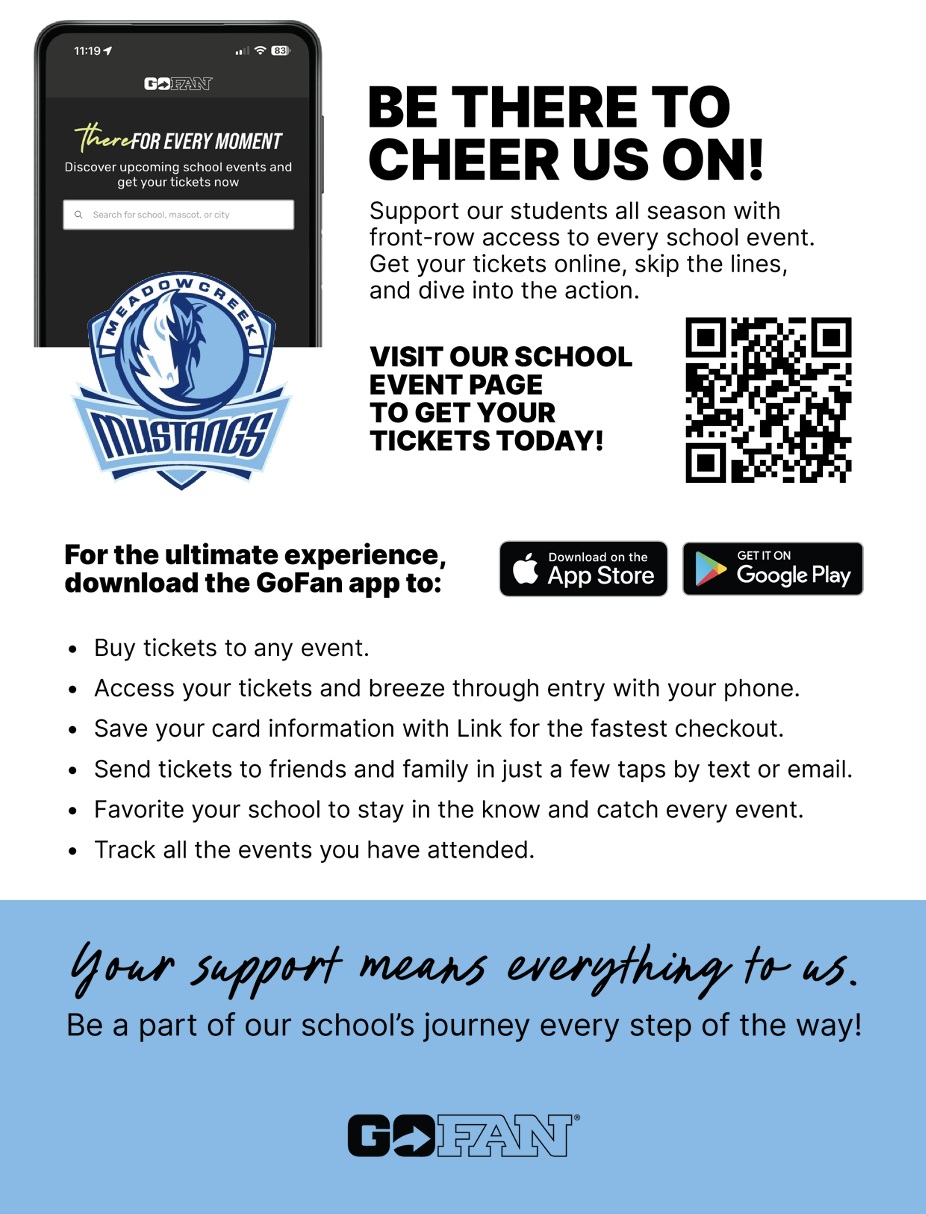 11:19
83
GOFAN
there FOR EVERY MOMENT
Discover upcoming school events and
get your tickets now
Search for school, mascot, or city
MEADOWCREEK
MUSTANGS
BE THERE TO
CHEER US ON!
Support our students all season with
front-row access to every school event.
Get your tickets online, skip the lines,
and dive into the action.
VISIT OUR SCHOOL
EVENT PAGE
TO GET YOUR
TICKETS TODAY!
For the ultimate experience,
download the GoFan app to:
Download on the
App Store
GET IT ON
Google Play
• Buy tickets to any event.
• Access your tickets and breeze through entry with your phone.
• Save your card information with Link for the fastest checkout.
• Send tickets to friends and family in just a few taps by text or email.
• Favorite your school to stay in the know and catch every event.
• Track all the events you have attended.
Your support means everything to us.
Be a part of our school’s journey every step of the way!
GOFAN®